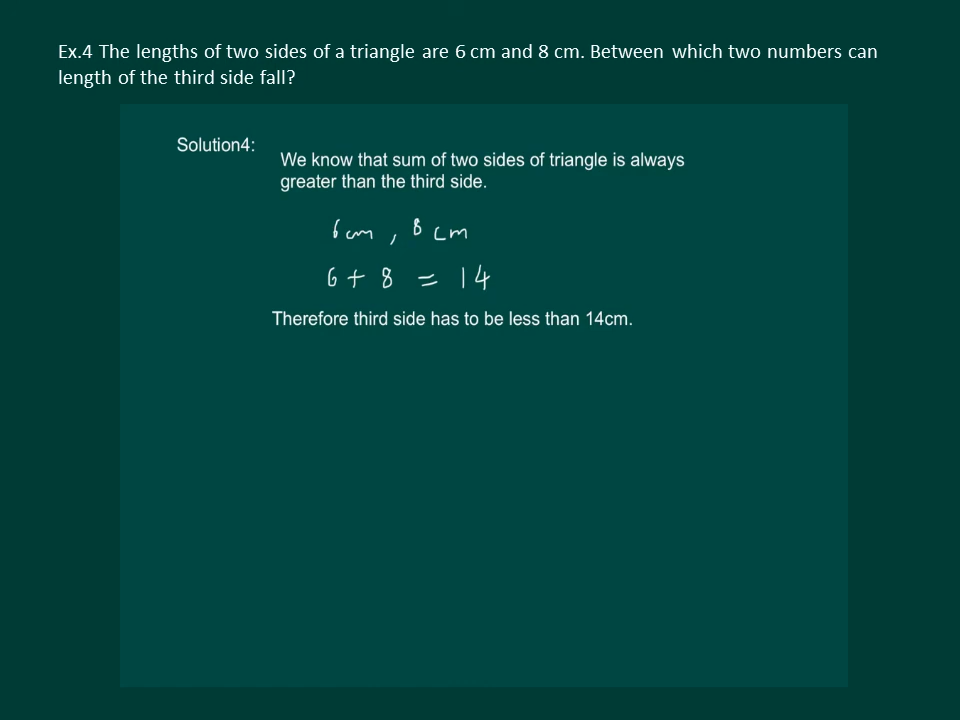 Ex.4 The lengths of two sides of a triangle are 6 cm and 8 cm. Between which two numbers can
length of the third side fall?
Solution4:
We know that sum of two sides of triangle is always
greater than the third side.
6cm , 8 cm
6 + 8 = 14
Therefore third side has to be less than 14cm.